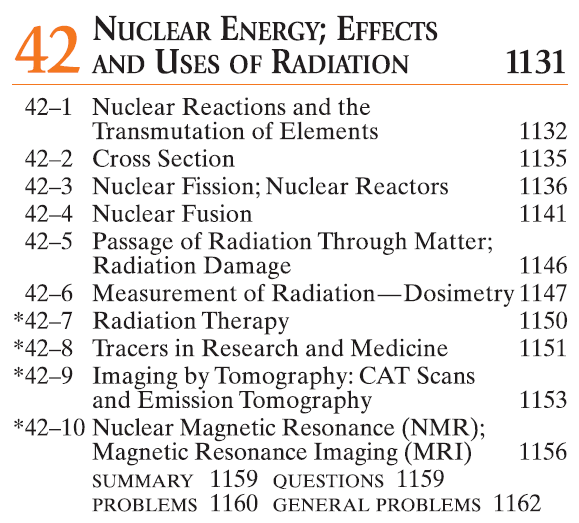 42 NUCLEAR ENERGY; EFFECTS
AND USES OF RADIATION 1131
42–1 Nuclear Reactions and the
Transmutation of Elements 1132
42–2 Cross Section 1135
42–3 Nuclear Fission; Nuclear Reactors 1136
42–4 Nuclear Fusion 1141
42–5 Passage of Radiation Through Matter;
Radiation Damage 1146
42–6 Measurement of Radiation—Dosimetry 1147
*42–7 Radiation Therapy 1150
*42–8 Tracers in Research and Medicine 1151
*42–9 Imaging by Tomography: CAT Scans
and Emission Tomography 1153
*42–10 Nuclear Magnetic Resonance (NMR);
Magnetic Resonance Imaging (MRI) 1156
SUMMARY 1159 QUESTIONS 1159
PROBLEMS 1160 GENERAL PROBLEMS 1162